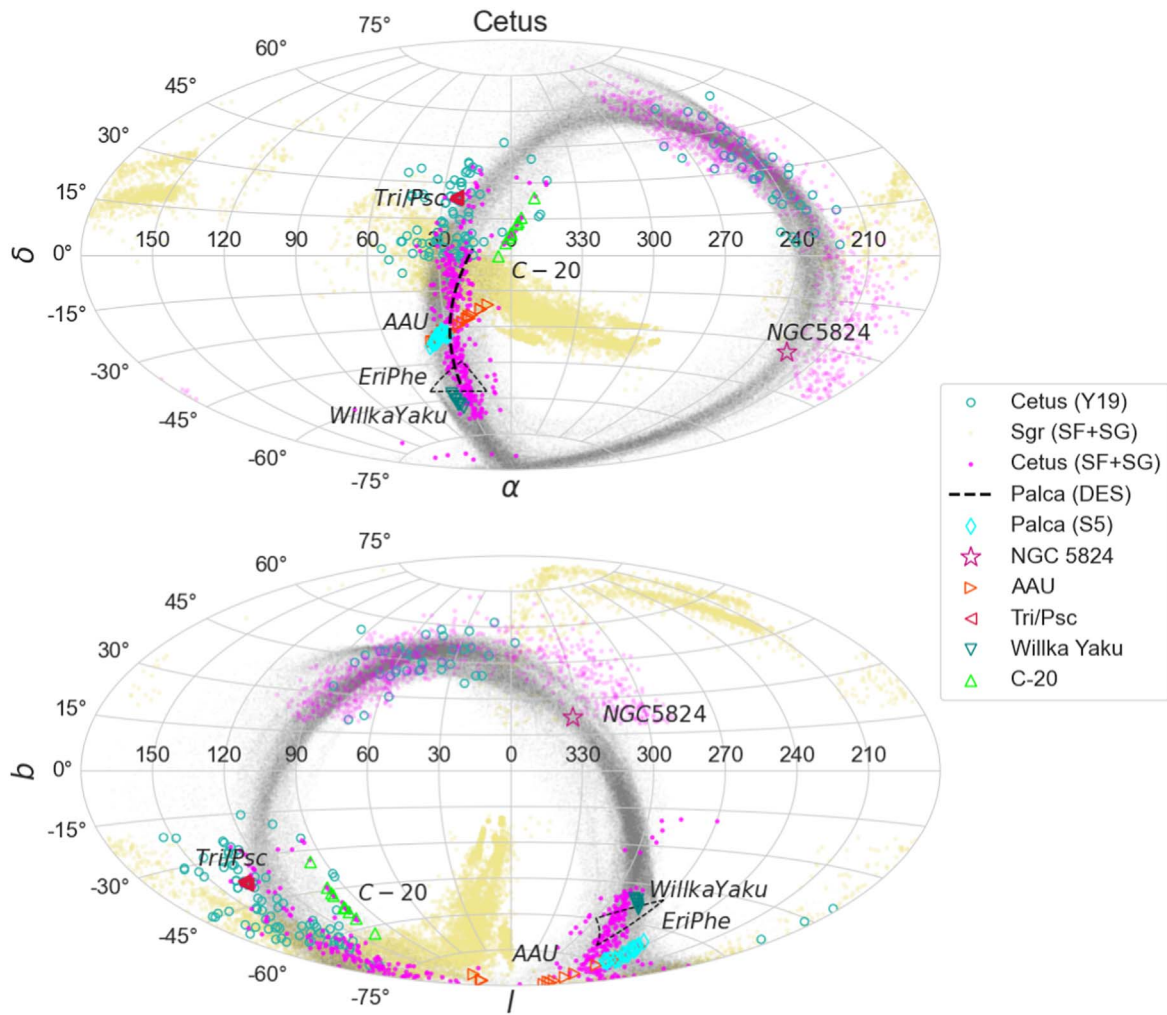 Cetus
75°
60°
45°
30°
15°
0°
-15°
-30°
-45°
-60°
-75°
150 120 90 60 30 0 330 300 270 240 210
δ
α
Tri/Psc
C − 20
AAU
NGC5824
EriPhe
WillkaYaku
Cetus (Y19)
Sgr (SF+SG)
Cetus (SF+SG)
Palca (DES)
Palca (S5)
NGC 5824
AAU
Tri/Psc
Willka Yaku
C-20
75°
60°
45°
30°
15°
0°
-15°
-30°
-45°
-60°
-75°
150 120 90 60 30 0 330 300 270 240 210
b
l
NGC5824
Tri/Psc
C − 20
WillkaYaku
EriPhe
AAU